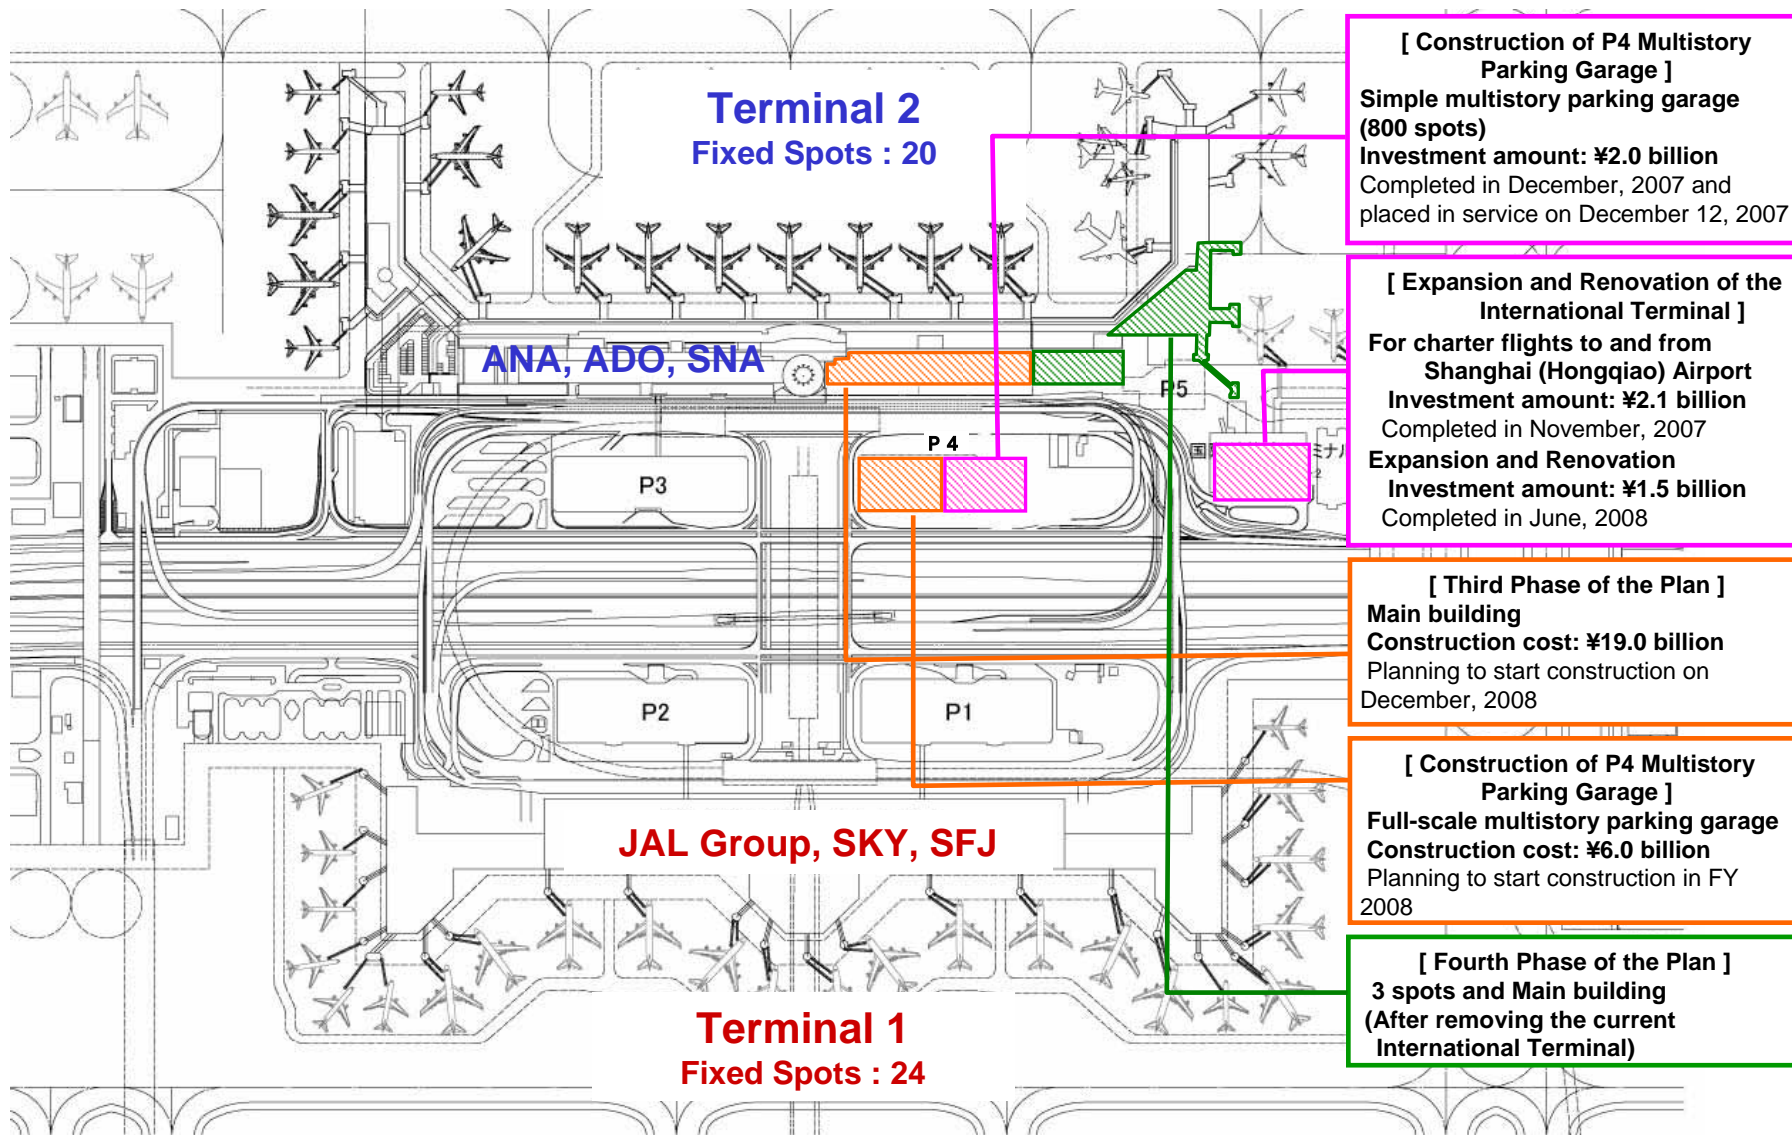 Terminal 2
Fixed Spots : 20
ANA, ADO, SNA
P5
P 4
P3
P2
P1
JAL Group, SKY, SFJ
Terminal 1
Fixed Spots : 24
[ Construction of P4 Multistory
Parking Garage ]
Simple multistory parking garage
(800 spots)
Investment amount: ¥2.0 billion
Completed in December, 2007 and
placed in service on December 12, 2007
[ Expansion and Renovation of the
International Terminal ]
For charter flights to and from
Shanghai (Hongqiao) Airport
Investment amount: ¥2.1 billion
Completed in November, 2007
Expansion and Renovation
Investment amount: ¥1.5 billion
Completed in June, 2008
[ Third Phase of the Plan ]
Main building
Construction cost: ¥19.0 billion
Planning to start construction on
December, 2008
[ Construction of P4 Multistory
Parking Garage ]
Full-scale multistory parking garage
Construction cost: ¥6.0 billion
Planning to start construction in FY
2008
[ Fourth Phase of the Plan ]
3 spots and Main building
(After removing the current
International Terminal)